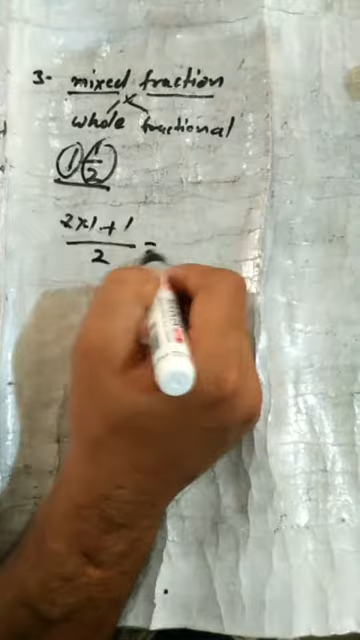 3- mixed fraction
whole fractional
1 1/2
2×1+1
2 =